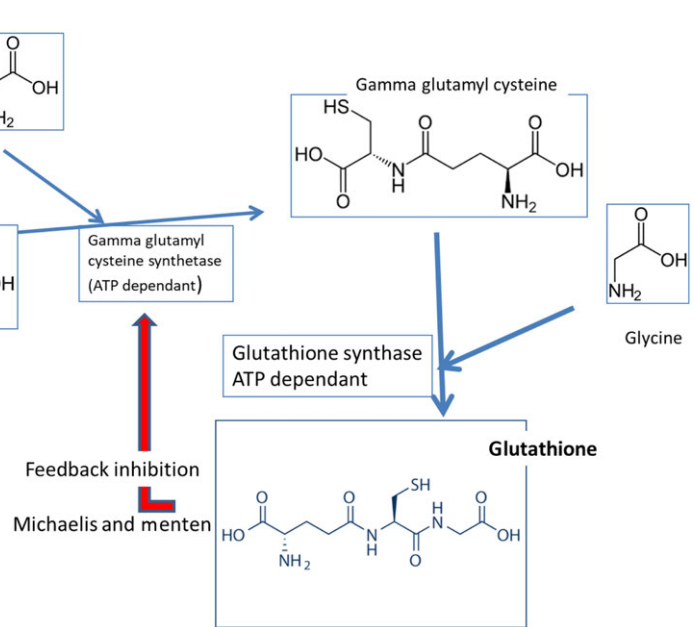 O
OH
H₂
Gamma glutamyl cysteine
HS
O
O
HO
N
H
OH
O
NH₂
H
Gamma glutamyl
cysteine synthetase
(ATP dependant)
O
OH
NH₂
Glycine
Glutathione synthase
ATP dependant
Glutathione
Feedback inhibition
Michaelis and menten
SH
O
O
H
N
O
HO
N
H
OH
NH₂
O